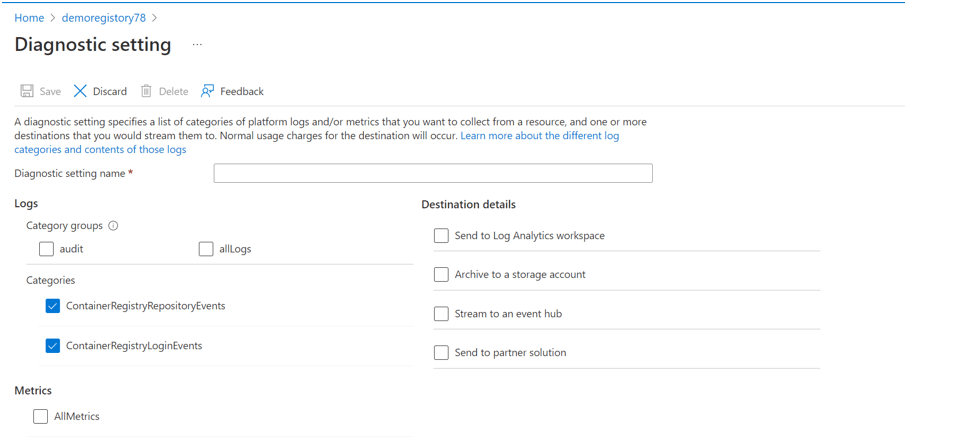 Home > demoregistory78 >
Diagnostic setting ...
Save Discard Delete Feedback
A diagnostic setting specifies a list of categories of platform logs and/or metrics that you want to collect from a resource, and one or more
destinations that you would stream them to. Normal usage charges for the destination will occur. Learn more about the different log
categories and contents of those logs
Diagnostic setting name *
Logs
Category groups
audit
allLogs
Categories
ContainerRegistryRepositoryEvents
ContainerRegistryLoginEvents
Metrics
AllMetrics
Destination details
Send to Log Analytics workspace
Archive to a storage account
Stream to an event hub
Send to partner solution